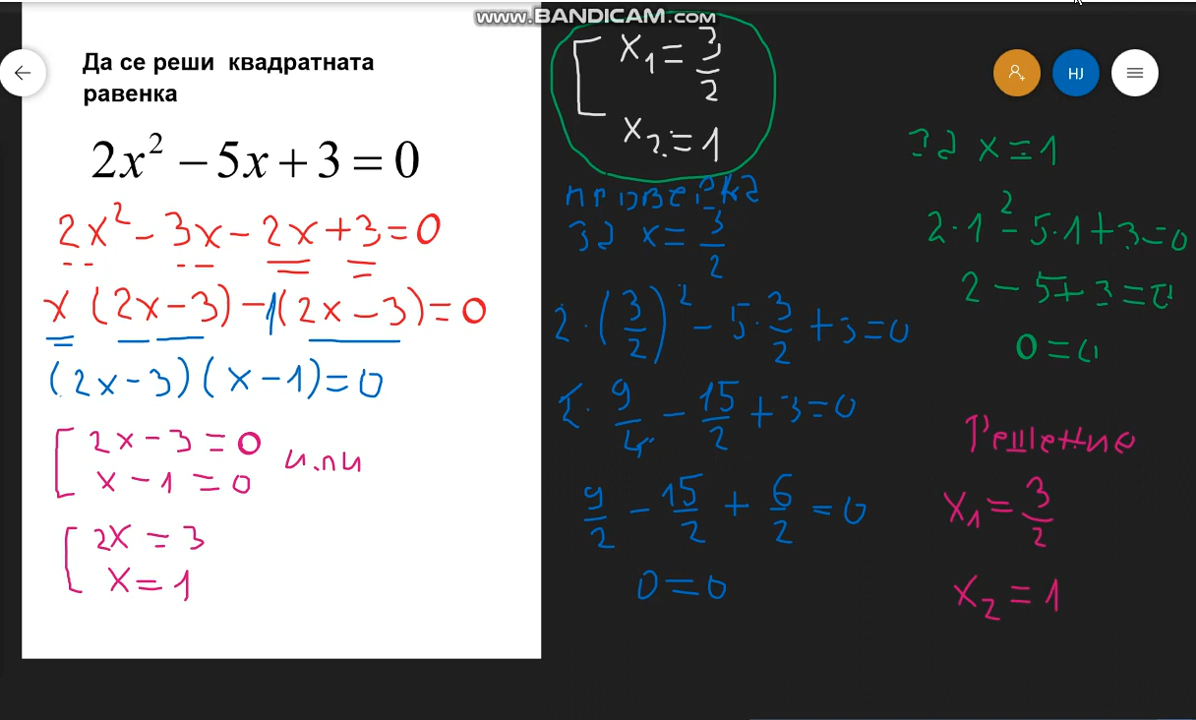 www.BANDICAM.com
Да се реши квадратната
равенка
2x² − 5x + 3 = 0
2x² − 3x − 2x + 3 = 0
x (2x − 3) − 1(2x − 3) = 0
(2x − 3)(x − 1) = 0
[ 2x − 3 = 0
или
x − 1 = 0
[ 2x = 3
x = 1
[ x₁ = 3/2
x₂ = 1
проверка
за x = 3/2
2·(3/2)² − 5·3/2 + 3 = 0
2·9/4 − 15/2 + 3 = 0
9/2 − 15/2 + 6/2 = 0
0 = 0
HJ
за x = 1
2·1² − 5·1 + 3 = 0
2 − 5 + 3 = 0
0 = 0
Решение
x₁ = 3/2
x₂ = 1